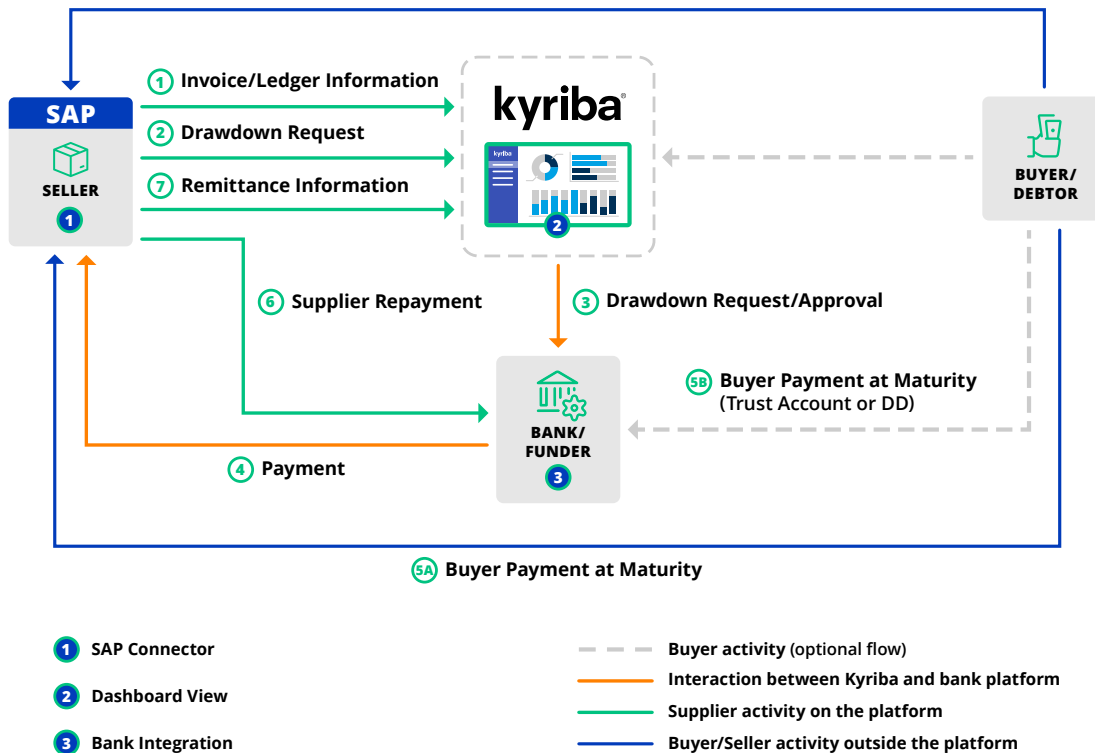 1 Invoice/Ledger Information
kyriba®
SAP
2 Drawdown Request
kyriba
7 Remittance Information
SELLER
1
2
BUYER/
DEBTOR
6 Supplier Repayment
3 Drawdown Request/Approval
5B Buyer Payment at Maturity
(Trust Account or DD)
BANK/
FUNDER
3
4 Payment
5A Buyer Payment at Maturity
1 SAP Connector
2 Dashboard View
3 Bank Integration
Buyer activity (optional flow)
Interaction between Kyriba and bank platform
Supplier activity on the platform
Buyer/Seller activity outside the platform